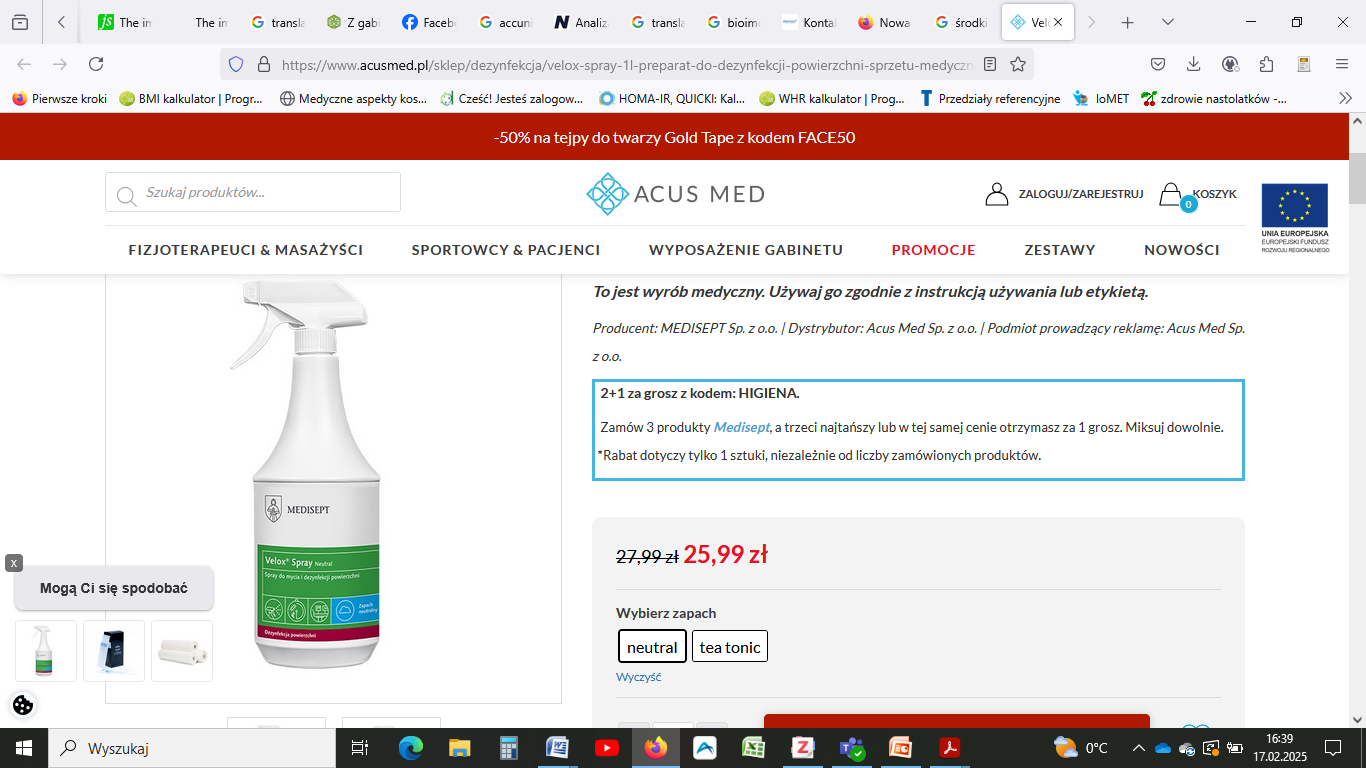 The im
The im
transla
Z gabi
Faceb
accun
Analiz
transla
bioim
Konta
Nowa
środki
Velo
https://www.acusmed.pl/sklep/dezynfekcja/velox-spray-1l-preparat-do-dezynfekcji-powierzchni-sprzetu-medyczn
Pierwsze kroki
BMI kalkulator | Progr...
Medyczne aspekty kos...
Cześć! Jesteś zalogow...
HOMA-IR, QUICKI: Kal...
WHR kalkulator | Prog...
Przedziały referencyjne
IoMET
zdrowie nastolatków -...
-50% na tejpy do twarzy Gold Tape z kodem FACE50
Szukaj produktów...
ACUS MED
ZALOGUJ/ZAREJESTRUJ
0
KOSZYK
UNIA EUROPEJSKA
EUROPEJSKI FUNDUSZ
ROZWOJU REGIONALNEGO
FIZJOTERAPEUCI & MASAŻYŚCI
SPORTOWCY & PACJENCI
WYPOSAŻENIE GABINETU
PROMOCJE
ZESTAWY
NOWOŚCI
To jest wyrób medyczny. Używaj go zgodnie z instrukcją używania lub etykietą.
Producent: MEDISEPT Sp. z o.o. | Dystrybutor: Acus Med Sp. z o.o. | Podmiot prowadzący reklamę: Acus Med Sp.
z o.o.
2+1 za grosz z kodem: HIGIENA.
Zamów 3 produkty Medisept, a trzeci najtańszy lub w tej samej cenie otrzymasz za 1 grosz. Miksuj dowolnie.
*Rabat dotyczy tylko 1 sztuki, niezależnie od liczby zamówionych produktów.
MEDISEPT
Velox® Spray Neutral
Spray do mycia i dezynfekcji powierzchni
Zapach
neutralny
Dezynfekcja powierzchni
27,99 zł 25,99 zł
Wybierz zapach
neutral
tea tonic
Wyczyść
x
Mogą Ci się spodobać
Wyszukaj
0°C
16:39
17.02.2025